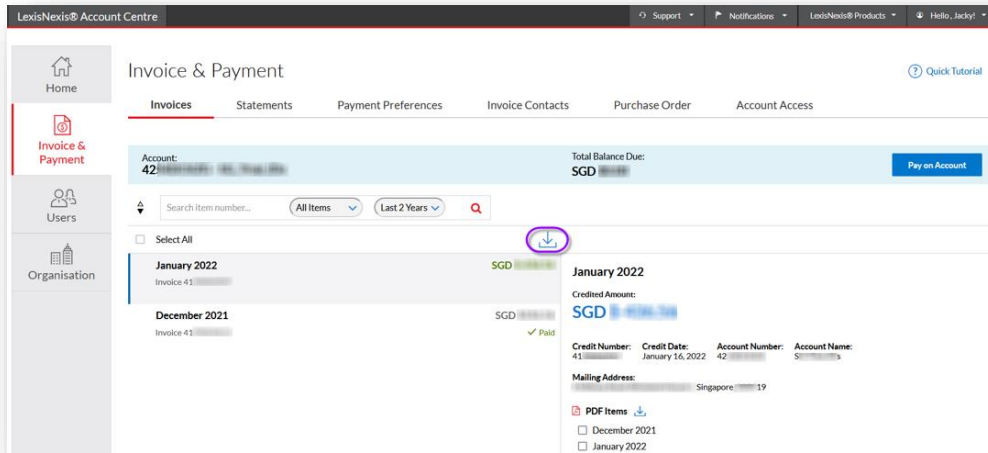 LexisNexis® Account Centre
Support
Notifications
LexisNexis® Products
Hello, Jacky!
Home
Invoice & Payment
Users
Organisation
Invoice & Payment
Quick Tutorial
Invoices
Statements
Payment Preferences
Invoice Contacts
Purchase Order
Account Access
Account:
42
Total Balance Due:
SGD
Pay on Account
Search item number...
All Items
Last 2 Years
Select All
January 2022
SGD
Invoice 41
December 2021
SGD
Invoice 41
Paid
January 2022
Credited Amount:
SGD
Credit Number: Credit Date: Account Number: Account Name:
41 January 16, 2022 42 S s
Mailing Address:
Singapore 19
PDF Items
December 2021
January 2022